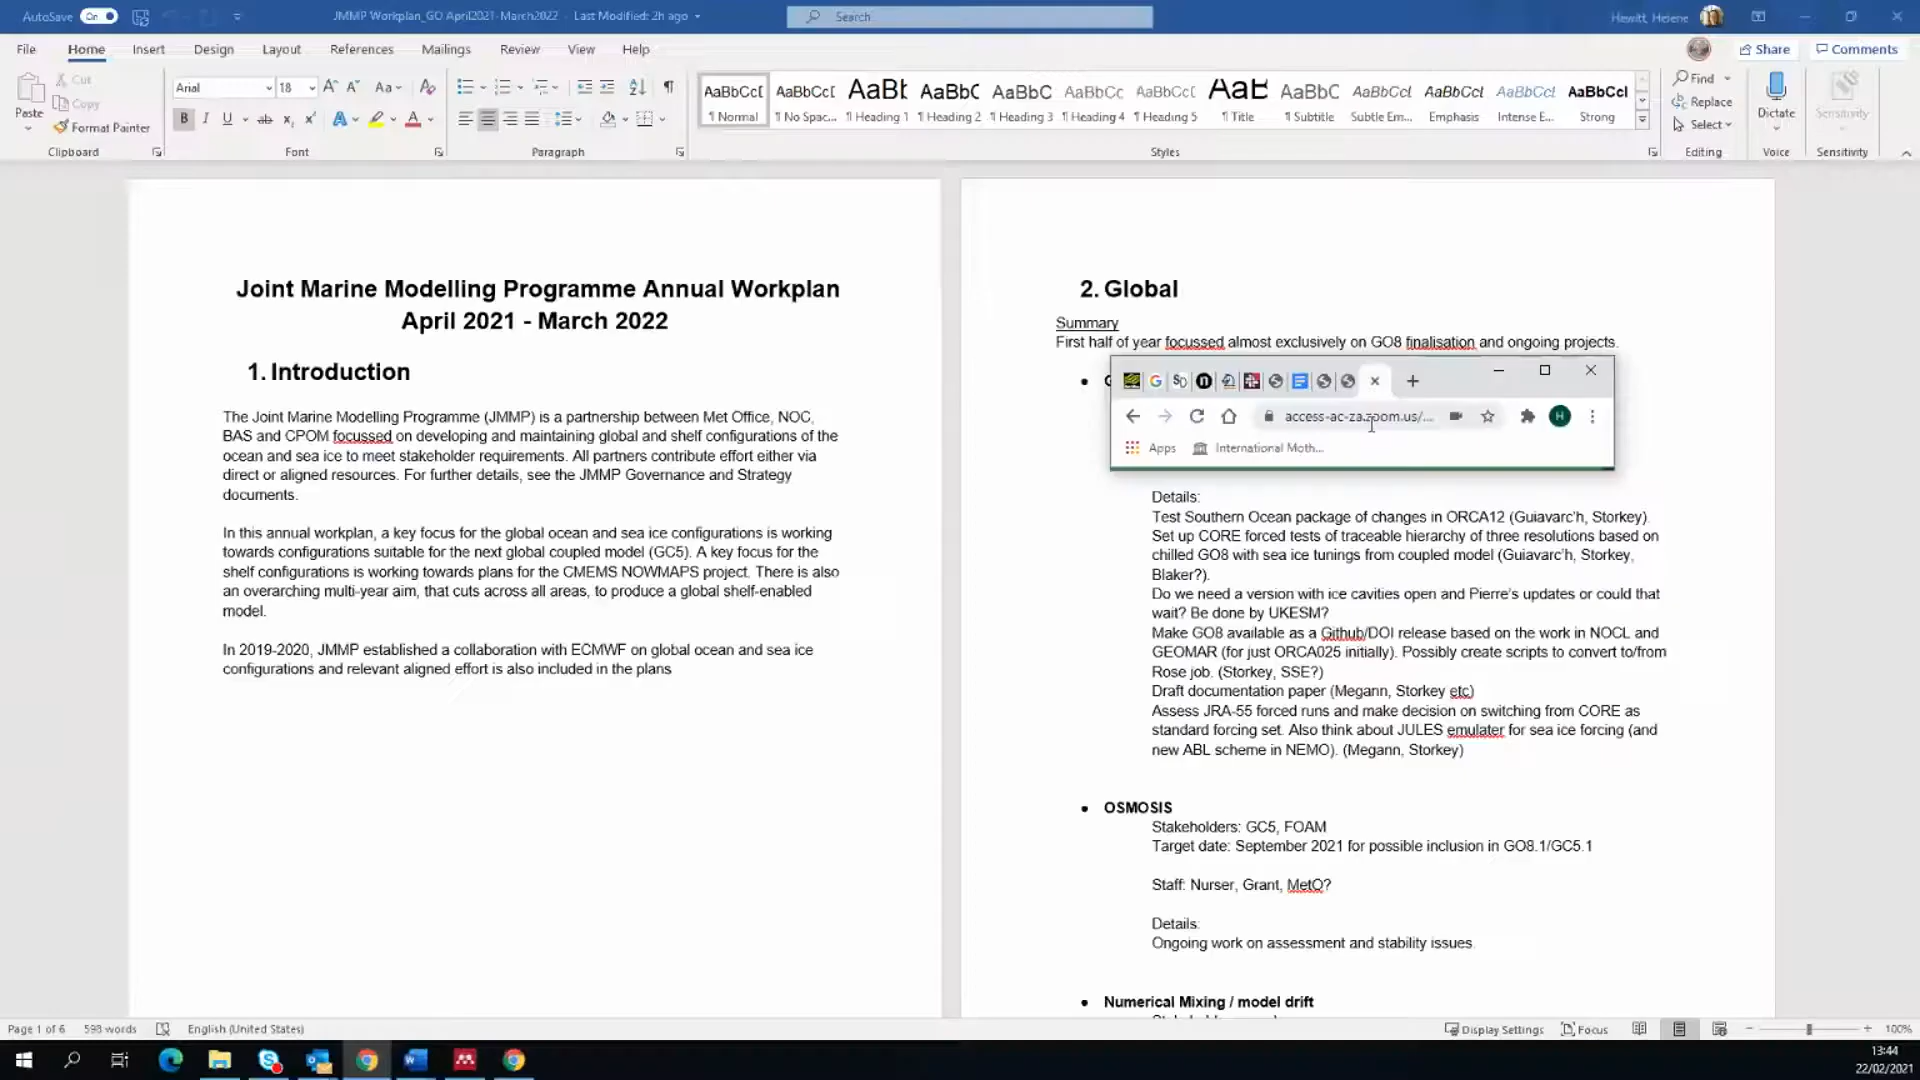 AutoSave On
JMMP Workplan_GO April2021-March2022 - Last Modified: 2h ago
Search
Hewitt, Helene
File Home Insert Design Layout References Mailings Review View Help
Share
Comments
Paste
Cut
Copy
Format Painter
Clipboard
Arial 18
Font
Paragraph
AaBbCcI ¶ Normal
AaBbCcI ¶ No Spac...
AaBb( ¶ Heading 1
AaBbC ¶ Heading 2
AaBbC ¶ Heading 3
AaBbCc ¶ Heading 4
AaBbCcI ¶ Heading 5
AaE ¶ Title
AaBbC ¶ Subtitle
AaBbCcI Subtle Em...
AaBbCcI Emphasis
AaBbCcI Intense E...
AaBbCcI Strong
Styles
Find
Replace
Select
Editing
Dictate
Voice
Sensitivity
Sensitivity
Joint Marine Modelling Programme Annual Workplan
April 2021 - March 2022
1. Introduction
The Joint Marine Modelling Programme (JMMP) is a partnership between Met Office, NOC,
BAS and CPOM focussed on developing and maintaining global and shelf configurations of the
ocean and sea ice to meet stakeholder requirements. All partners contribute effort either via
direct or aligned resources. For further details, see the JMMP Governance and Strategy
documents.
In this annual workplan, a key focus for the global ocean and sea ice configurations is working
towards configurations suitable for the next global coupled model (GC5). A key focus for the
shelf configurations is working towards plans for the CMEMS NOWMAPS project. There is also
an overarching multi-year aim, that cuts across all areas, to produce a global shelf-enabled
model.
In 2019-2020, JMMP established a collaboration with ECMWF on global ocean and sea ice
configurations and relevant aligned effort is also included in the plans
2. Global
Summary
First half of year focussed almost exclusively on GO8 finalisation and ongoing projects.
access-ac-za.zoom.us/...
H
Apps
International Moth...
Details:
Test Southern Ocean package of changes in ORCA12 (Guiavarc'h, Storkey).
Set up CORE forced tests of traceable hierarchy of three resolutions based on
chilled GO8 with sea ice tunings from coupled model (Guiavarc'h, Storkey,
Blaker?).
Do we need a version with ice cavities open and Pierre's updates or could that
wait? Be done by UKESM?
Make GO8 available as a Github/DOI release based on the work in NOCL and
GEOMAR (for just ORCA025 initially). Possibly create scripts to convert to/from
Rose job. (Storkey, SSE?)
Draft documentation paper (Megann, Storkey etc)
Assess JRA-55 forced runs and make decision on switching from CORE as
standard forcing set. Also think about JULES emulater for sea ice forcing (and
new ABL scheme in NEMO). (Megann, Storkey)
• OSMOSIS
Stakeholders: GC5, FOAM
Target date: September 2021 for possible inclusion in GO8.1/GC5.1
Staff: Nurser, Grant, MetO?
Details:
Ongoing work on assessment and stability issues
• Numerical Mixing / model drift
Page 1 of 6 593 words English (United States)
Display Settings Focus 100%
13:44
22/02/2021